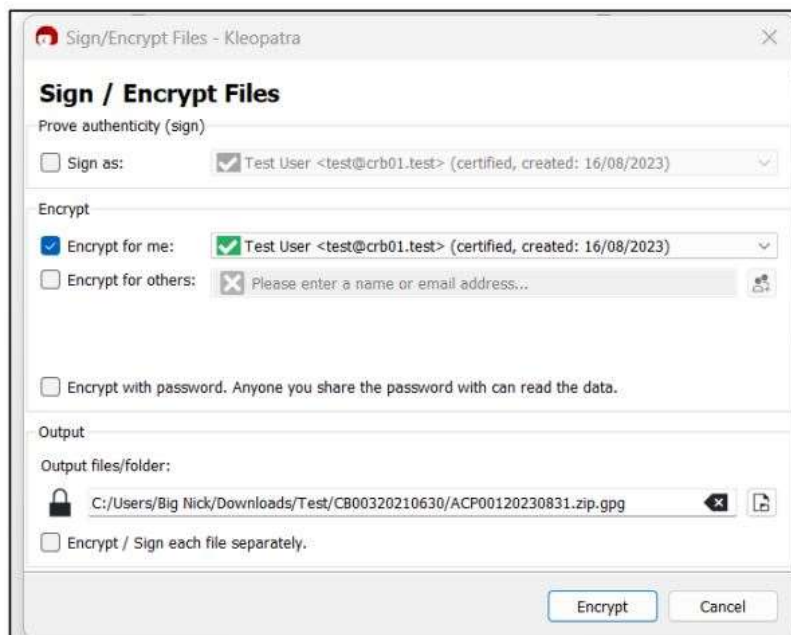 Sign/Encrypt Files - Kleopatra
Sign / Encrypt Files
Prove authenticity (sign)
Sign as: Test User <test@crb01.test> (certified, created: 16/08/2023)
Encrypt
Encrypt for me: Test User <test@crb01.test> (certified, created: 16/08/2023)
Encrypt for others: Please enter a name or email address...
Encrypt with password. Anyone you share the password with can read the data.
Output
Output files/folder:
C:/Users/Big Nick/Downloads/Test/CB00320210630/ACP00120230831.zip.gpg
Encrypt / Sign each file separately.
Encrypt Cancel